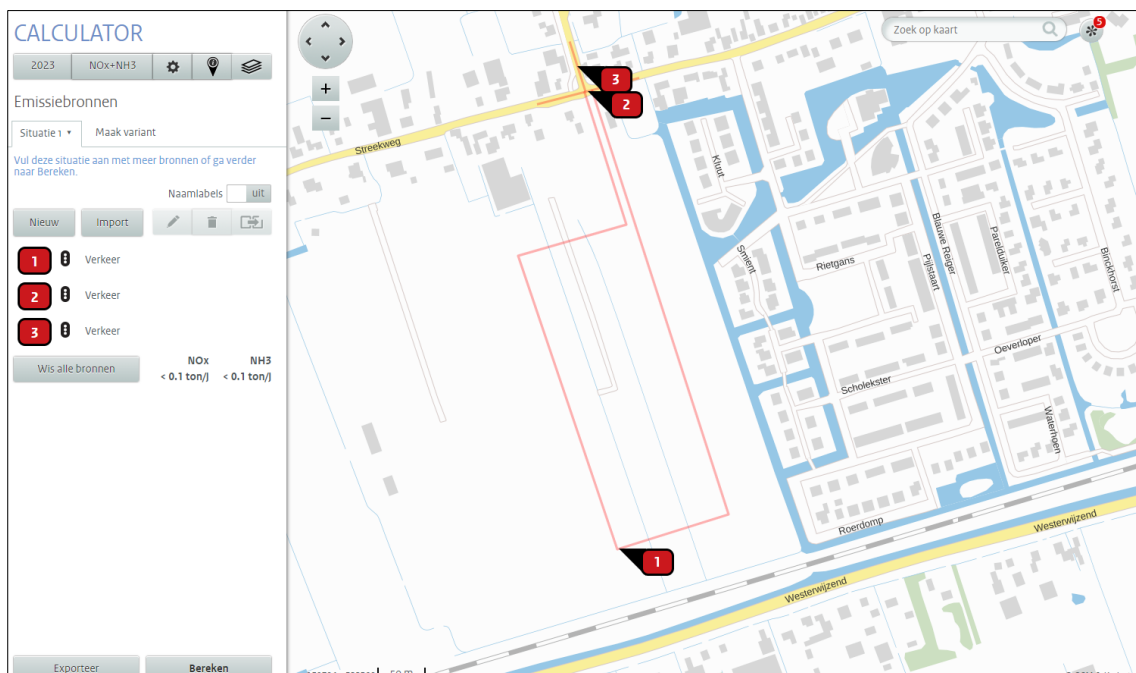 CALCULATOR
2023
NOx+NH3
Emissiebronnen
Situatie 1
Maak variant
Vul deze situatie aan met meer bronnen of ga verder
naar Bereken.
Naamlabels
uit
Nieuw
Import
1 Verkeer
2 Verkeer
3 Verkeer
Wis alle bronnen
NOx NH3
< 0.1 ton/J < 0.1 ton/J
Exporteer
Bereken
+
−
Zoek op kaart
5
3
2
1
Streekweg
Kluut
Smient
Rietgans
Blauwe Reiger
Pijlstaart
Pareldluiker
Binckhorst
Oeverloper
Scholekster
Waterhoen
Roerdomp
Westerwijzend
Westerwijzend
50 m